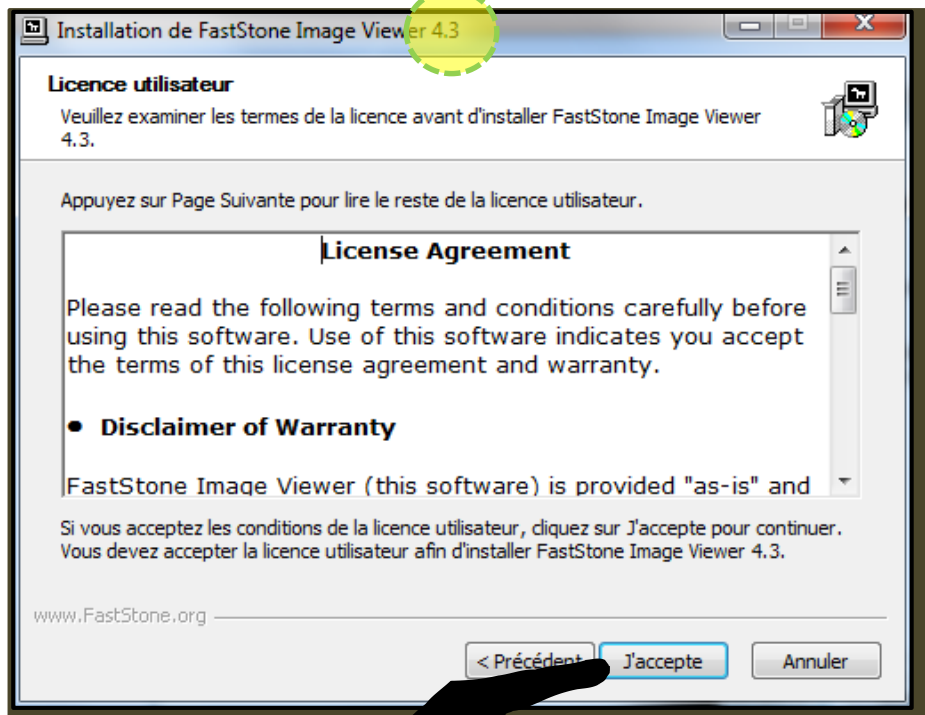 Installation de FastStone Image Viewer 4.3
Licence utilisateur
Veuillez examiner les termes de la licence avant d'installer FastStone Image Viewer
4.3.
Appuyez sur Page Suivante pour lire le reste de la licence utilisateur.
License Agreement
Please read the following terms and conditions carefully before
using this software. Use of this software indicates you accept
the terms of this license agreement and warranty.
• Disclaimer of Warranty
FastStone Image Viewer (this software) is provided "as-is" and
Si vous acceptez les conditions de la licence utilisateur, cliquez sur J'accepte pour continuer.
Vous devez accepter la licence utilisateur afin d'installer FastStone Image Viewer 4.3.
www.FastStone.org
< Précédent J'accepte Annuler